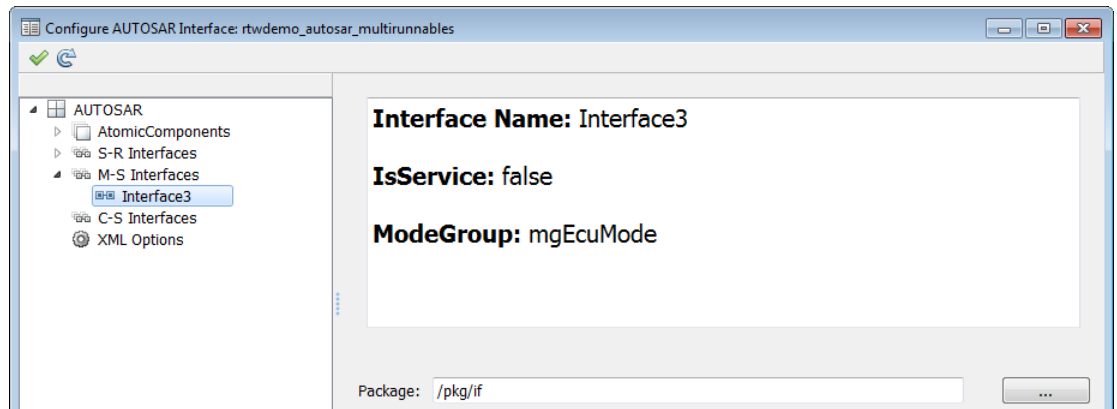 Configure AUTOSAR Interface: rtwdemo_autosar_multirunnables
AUTOSAR
AtomicComponents
S-R Interfaces
M-S Interfaces
Interface3
C-S Interfaces
XML Options
Interface Name: Interface3
IsService: false
ModeGroup: mgEcuMode
Package: /pkg/if
...